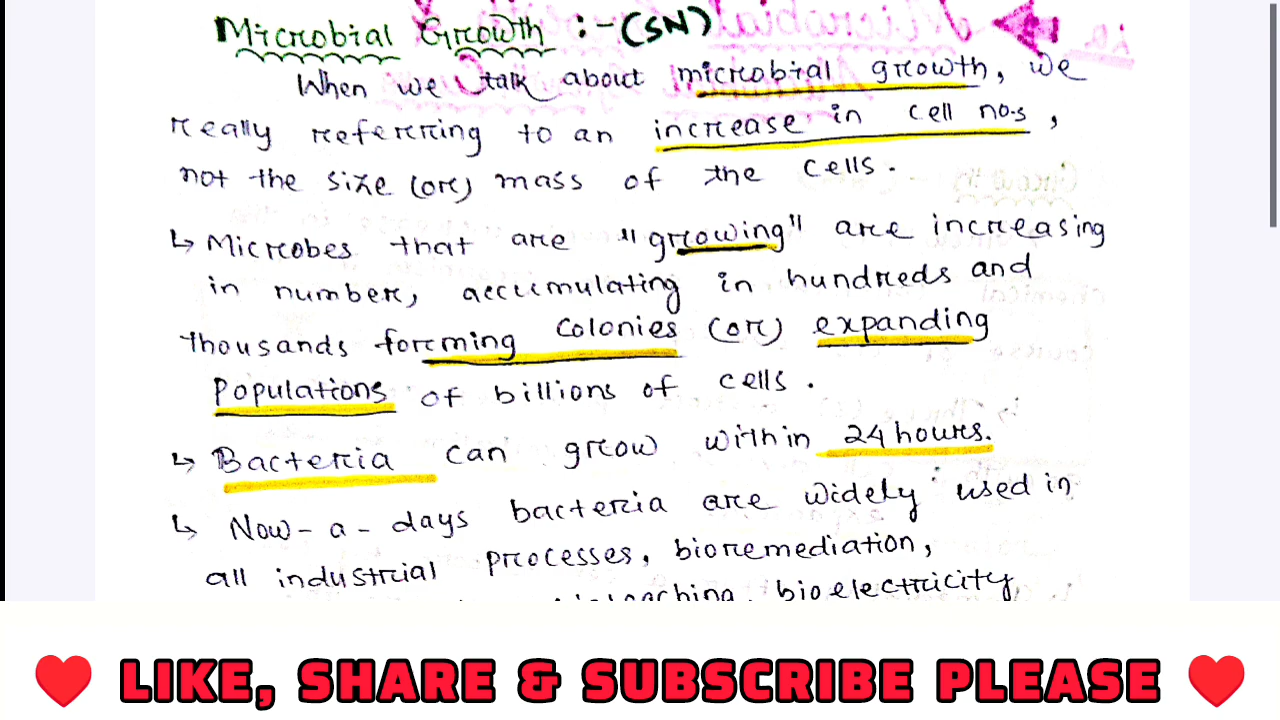 Microbial Growth :- (SN)
When we talk about microbial growth, we
really referring to an increase in cell no.s,
not the size (or) mass of the cells.
↳ Microbes that are "growing" are increasing
in number, accumulating in hundreds and
thousands forming colonies (or) expanding
populations of billions of cells.
↳ Bacteria can grow within 24 hours.
↳ Now-a-days bacteria are widely used in
all industrial processes, bioremediation,
bioelectricity,
LIKE, SHARE & SUBSCRIBE PLEASE